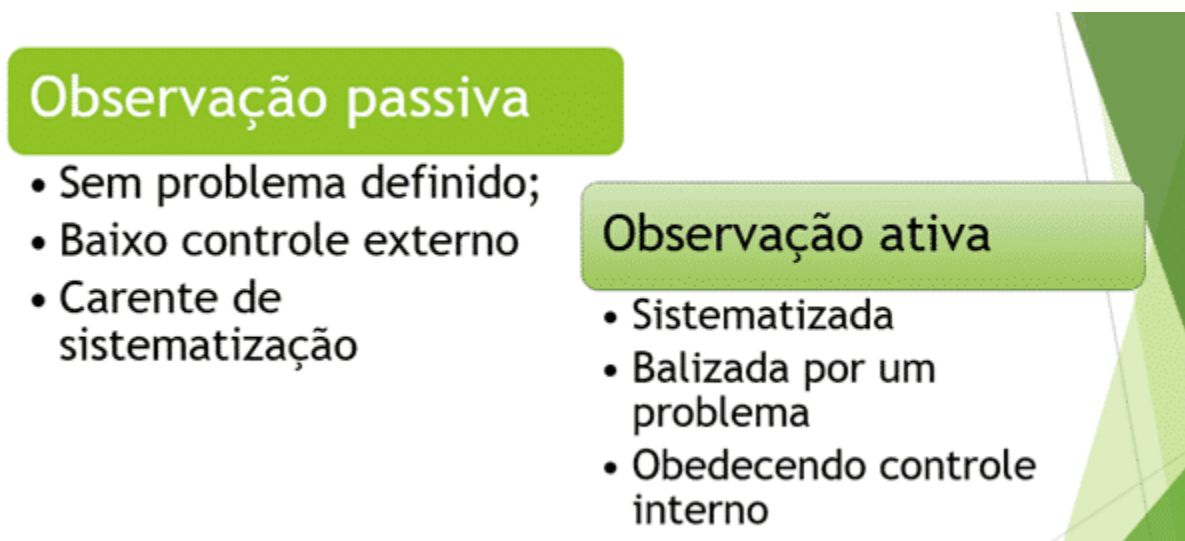 Observação passiva
• Sem problema definido;
• Baixo controle externo
• Carente de
sistematização
Observação ativa
• Sistematizada
• Balizada por um
problema
• Obedecendo controle
interno